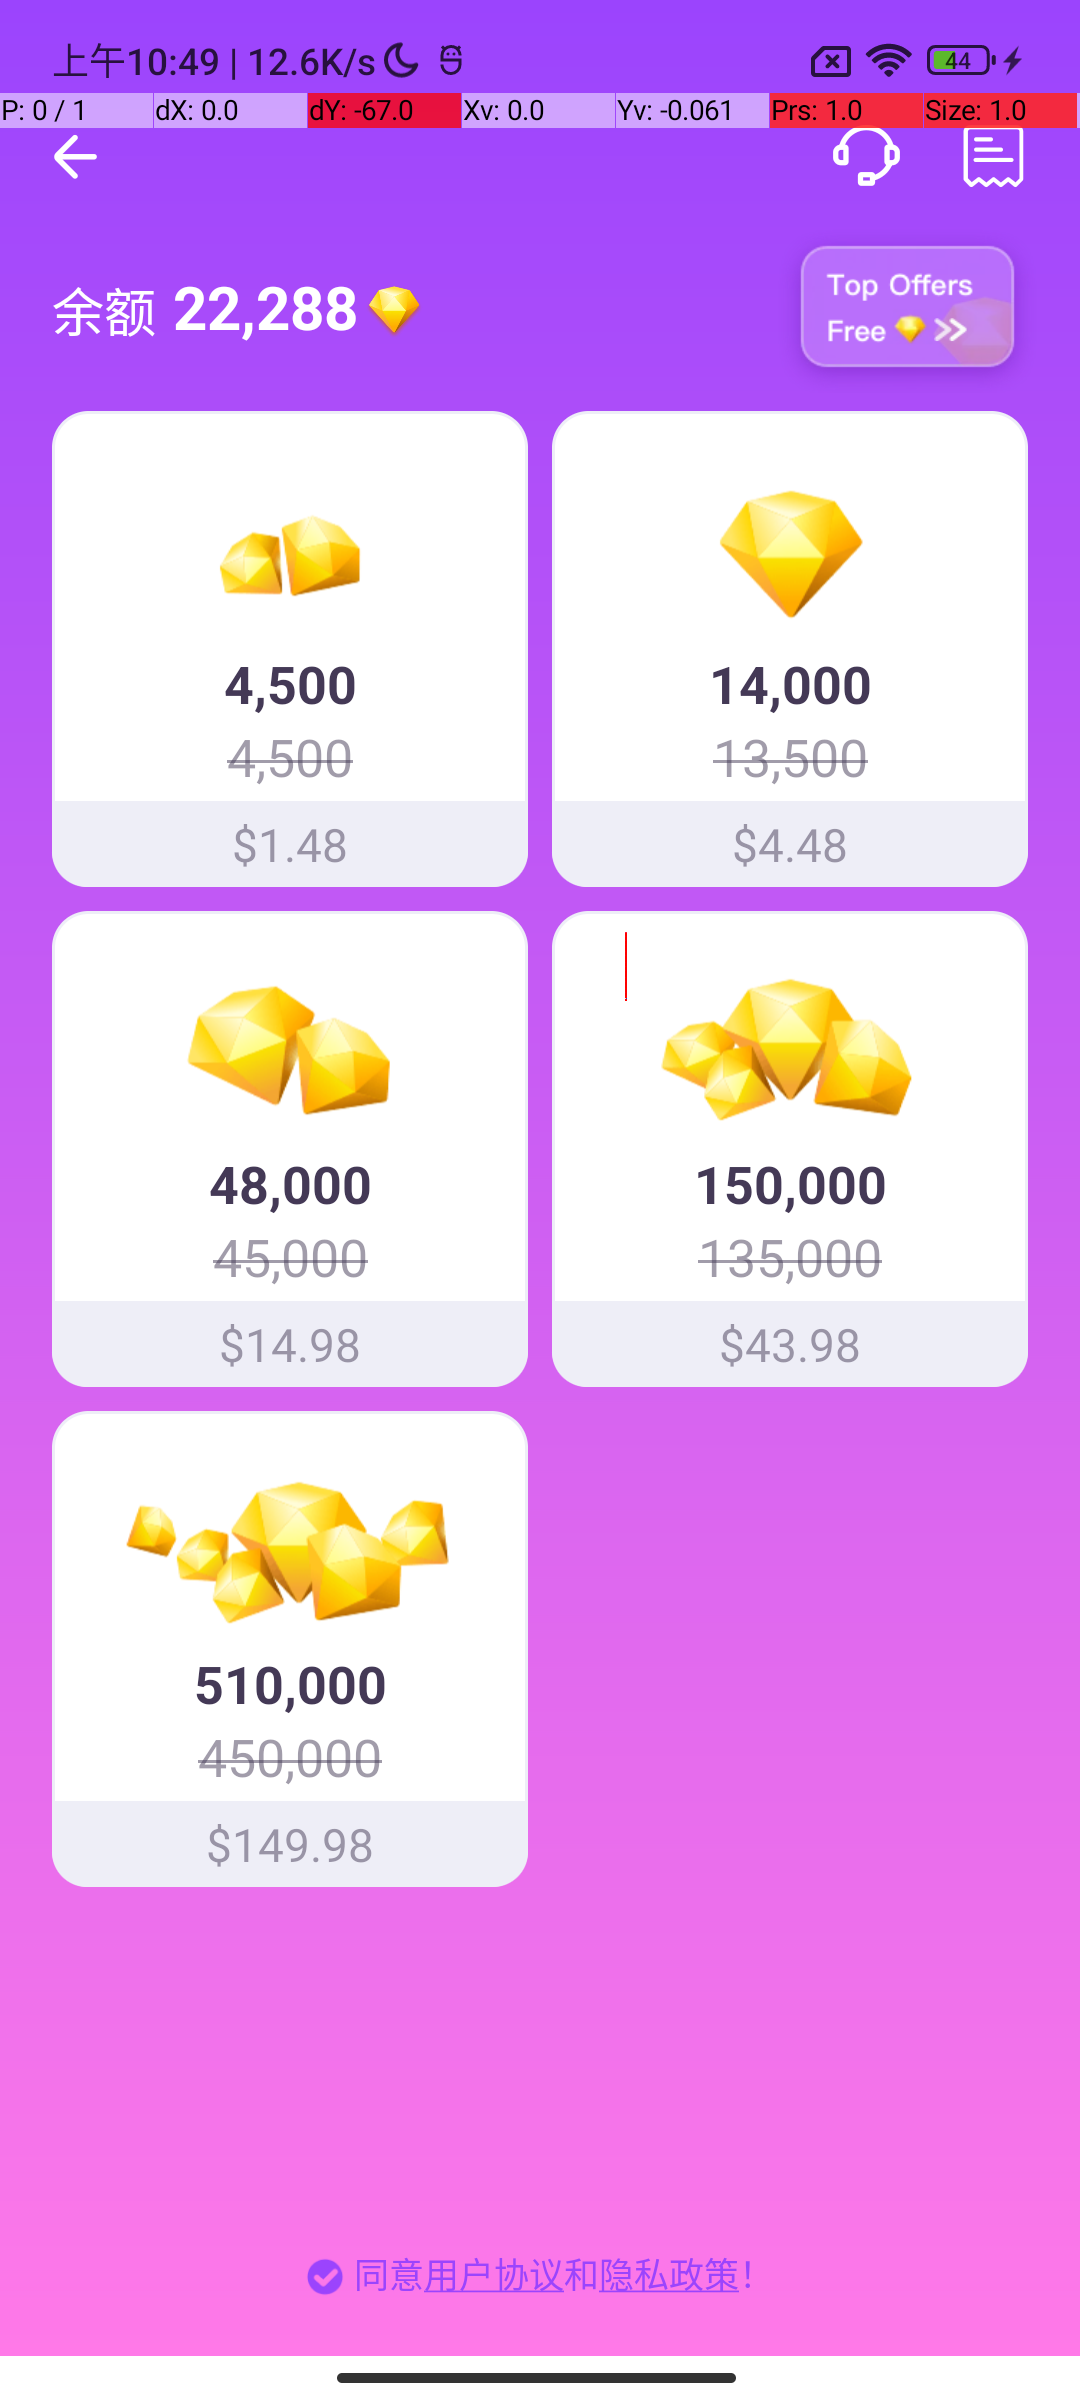 上午10:49 | 12.6K/s
44
P: 0 / 1
dX: 0.0
dY: -67.0
Xv: 0.0
Yv: -0.061
Prs: 1.0
Size: 1.0
余额 22,288
Top Offers
Free
4,500
4,500
$1.48
14,000
13,500
$4.48
48,000
45,000
$14.98
150,000
135,000
$43.98
510,000
450,000
$149.98
同意用户协议和隐私政策!